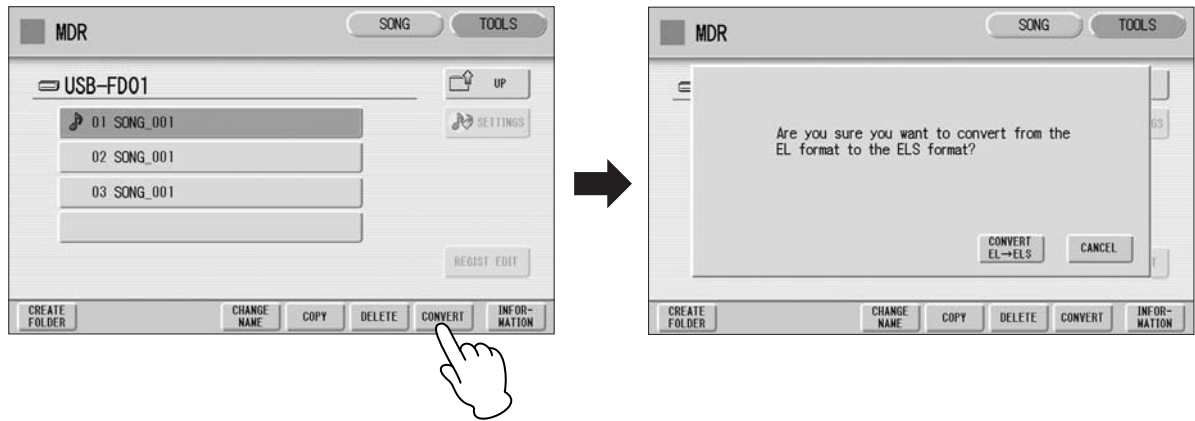 MDR
SONG
TOOLS
USB-FD01
UP
01 SONG_001
SETTINGS
02 SONG_001
03 SONG_001
REGIST EDIT
CREATE
FOLDER
CHANGE
NAME
COPY
DELETE
CONVERT
INFOR-
MATION
MDR
SONG
TOOLS
GS
Are you sure you want to convert from the
EL format to the ELS format?
CONVERT
EL→ELS
CANCEL
T
CREATE
FOLDER
CHANGE
NAME
COPY
DELETE
CONVERT
INFOR-
MATION